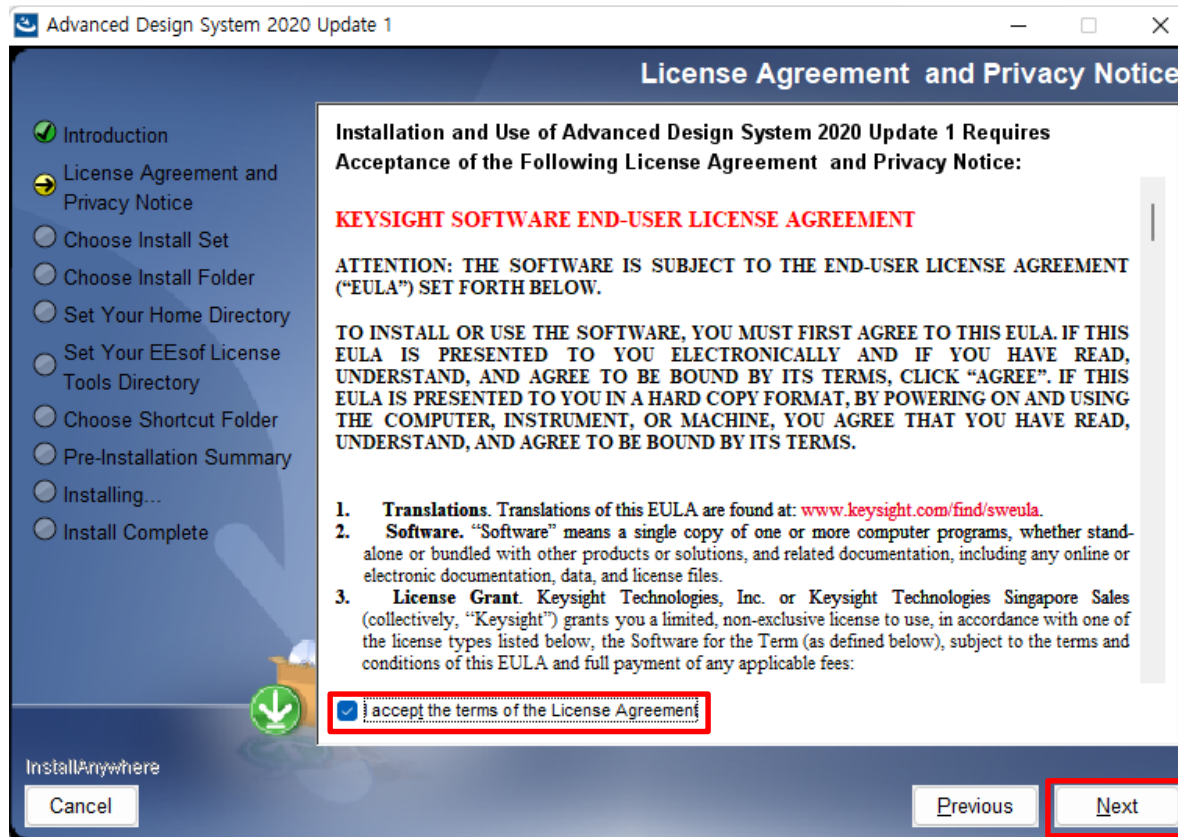 Advanced Design System 2020 Update 1
License Agreement and Privacy Notice
Introduction
License Agreement and
Privacy Notice
Choose Install Set
Choose Install Folder
Set Your Home Directory
Set Your EEsof License
Tools Directory
Choose Shortcut Folder
Pre-Installation Summary
Installing...
Install Complete
Installation and Use of Advanced Design System 2020 Update 1 Requires
Acceptance of the Following License Agreement and Privacy Notice:
KEYSIGHT SOFTWARE END-USER LICENSE AGREEMENT
ATTENTION: THE SOFTWARE IS SUBJECT TO THE END-USER LICENSE AGREEMENT
(“EULA”) SET FORTH BELOW.
TO INSTALL OR USE THE SOFTWARE, YOU MUST FIRST AGREE TO THIS EULA. IF THIS
EULA IS PRESENTED TO YOU ELECTRONICALLY AND IF YOU HAVE READ,
UNDERSTAND, AND AGREE TO BE BOUND BY ITS TERMS, CLICK “AGREE”. IF THIS
EULA IS PRESENTED TO YOU IN A HARD COPY FORMAT, BY POWERING ON AND USING
THE COMPUTER, INSTRUMENT, OR MACHINE, YOU AGREE THAT YOU HAVE READ,
UNDERSTAND, AND AGREE TO BE BOUND BY ITS TERMS.
1. Translations. Translations of this EULA are found at: www.keysight.com/find/sweula.
2. Software. “Software” means a single copy of one or more computer programs, whether stand-
alone or bundled with other products or solutions, and related documentation, including any online or
electronic documentation, data, and license files.
3. License Grant. Keysight Technologies, Inc. or Keysight Technologies Singapore Sales
(collectively, “Keysight”) grants you a limited, non-exclusive license to use, in accordance with one of
the license types listed below, the Software for the Term (as defined below), subject to the terms and
conditions of this EULA and full payment of any applicable fees:
I accept the terms of the License Agreement
InstallAnywhere
Cancel
Previous
Next